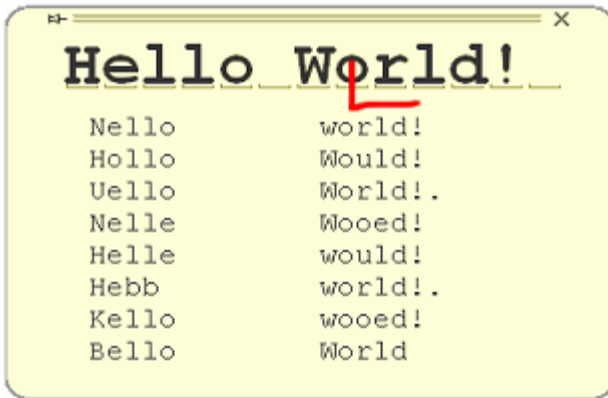 Hello World!
Nello world!
Hollo Would!
Uello World!.
Nelle Wooed!
Helle would!
Hebb world!.
Kello wooed!
Bello World